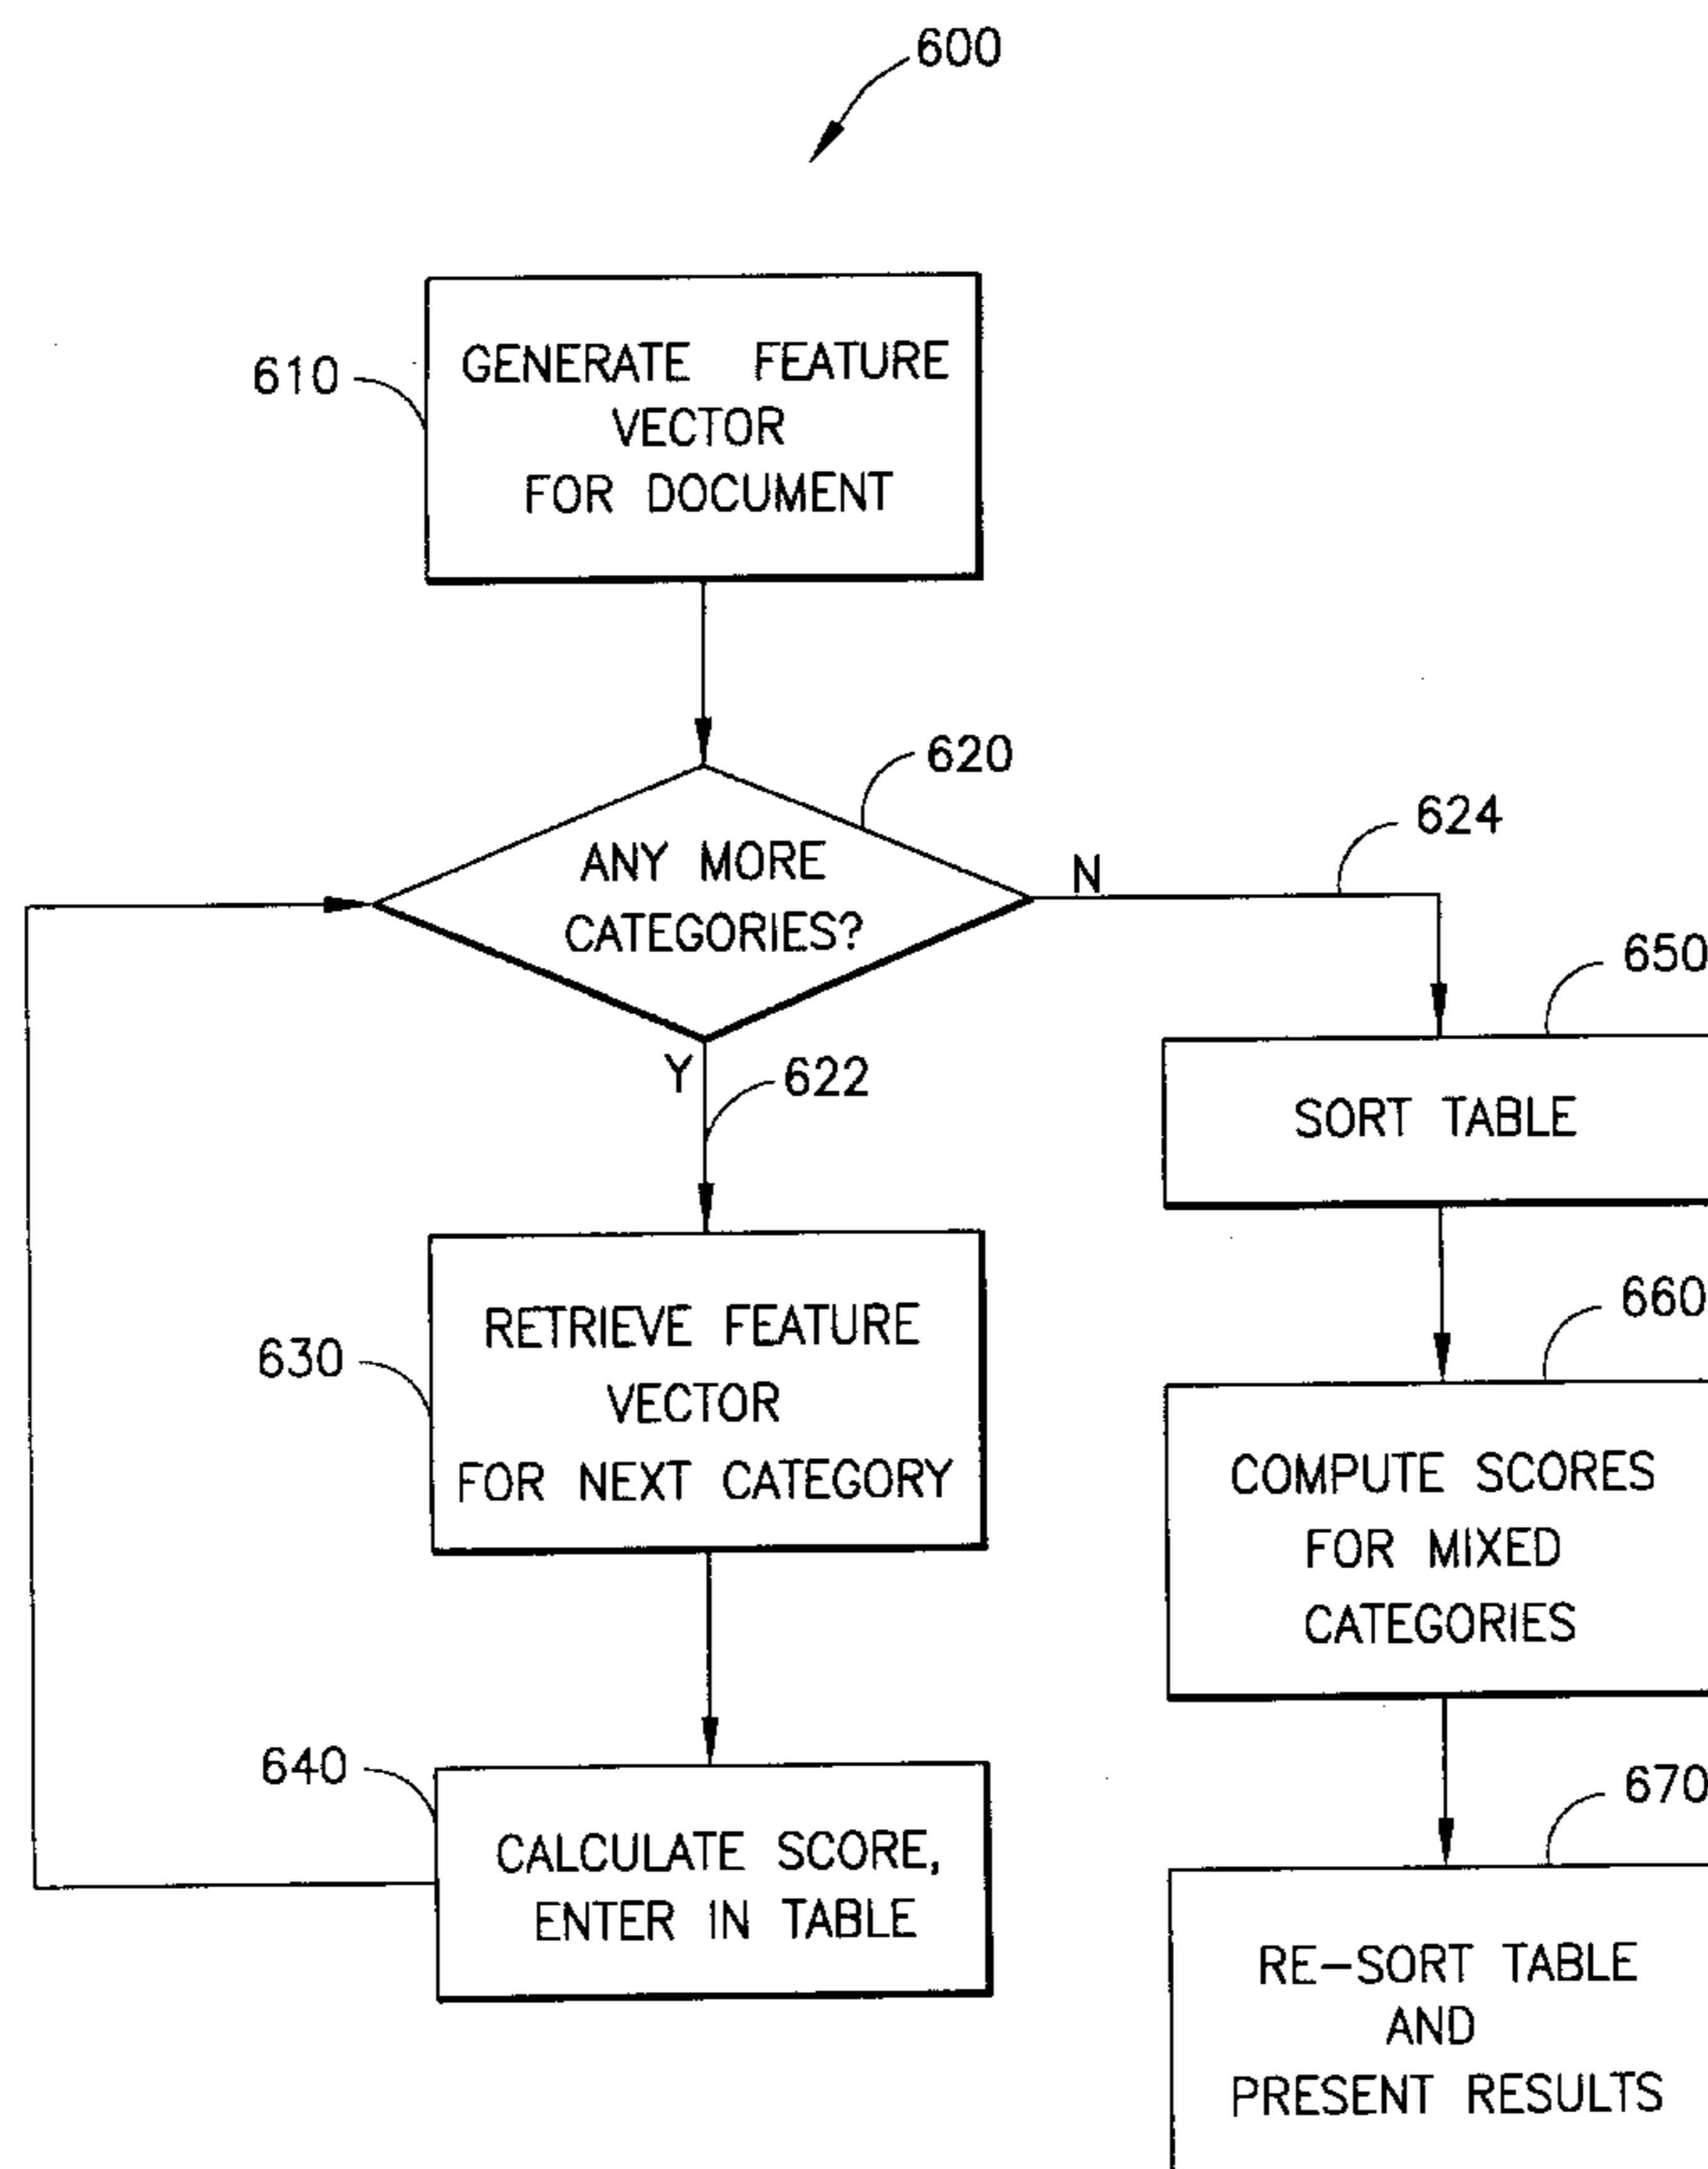 600
610
GENERATE FEATURE
VECTOR
FOR DOCUMENT
620
ANY MORE
CATEGORIES?
N
624
Y
622
650
SORT TABLE
630
RETRIEVE FEATURE
VECTOR
FOR NEXT CATEGORY
660
COMPUTE SCORES
FOR MIXED
CATEGORIES
640
CALCULATE SCORE,
ENTER IN TABLE
670
RE-SORT TABLE
AND
PRESENT RESULTS